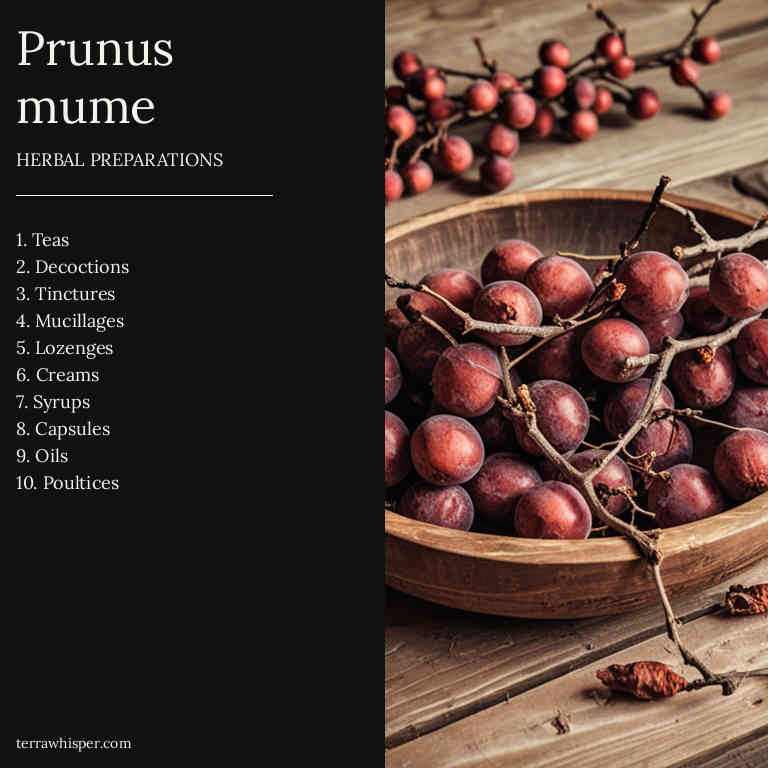 Prunus
mume
HERBAL PREPARATIONS
1. Teas
2. Decoctions
3. Tinctures
4. Mucillages
5. Lozenges
6. Creams
7. Syrups
8. Capsules
9. Oils
10. Poultices
terrawhisper.com